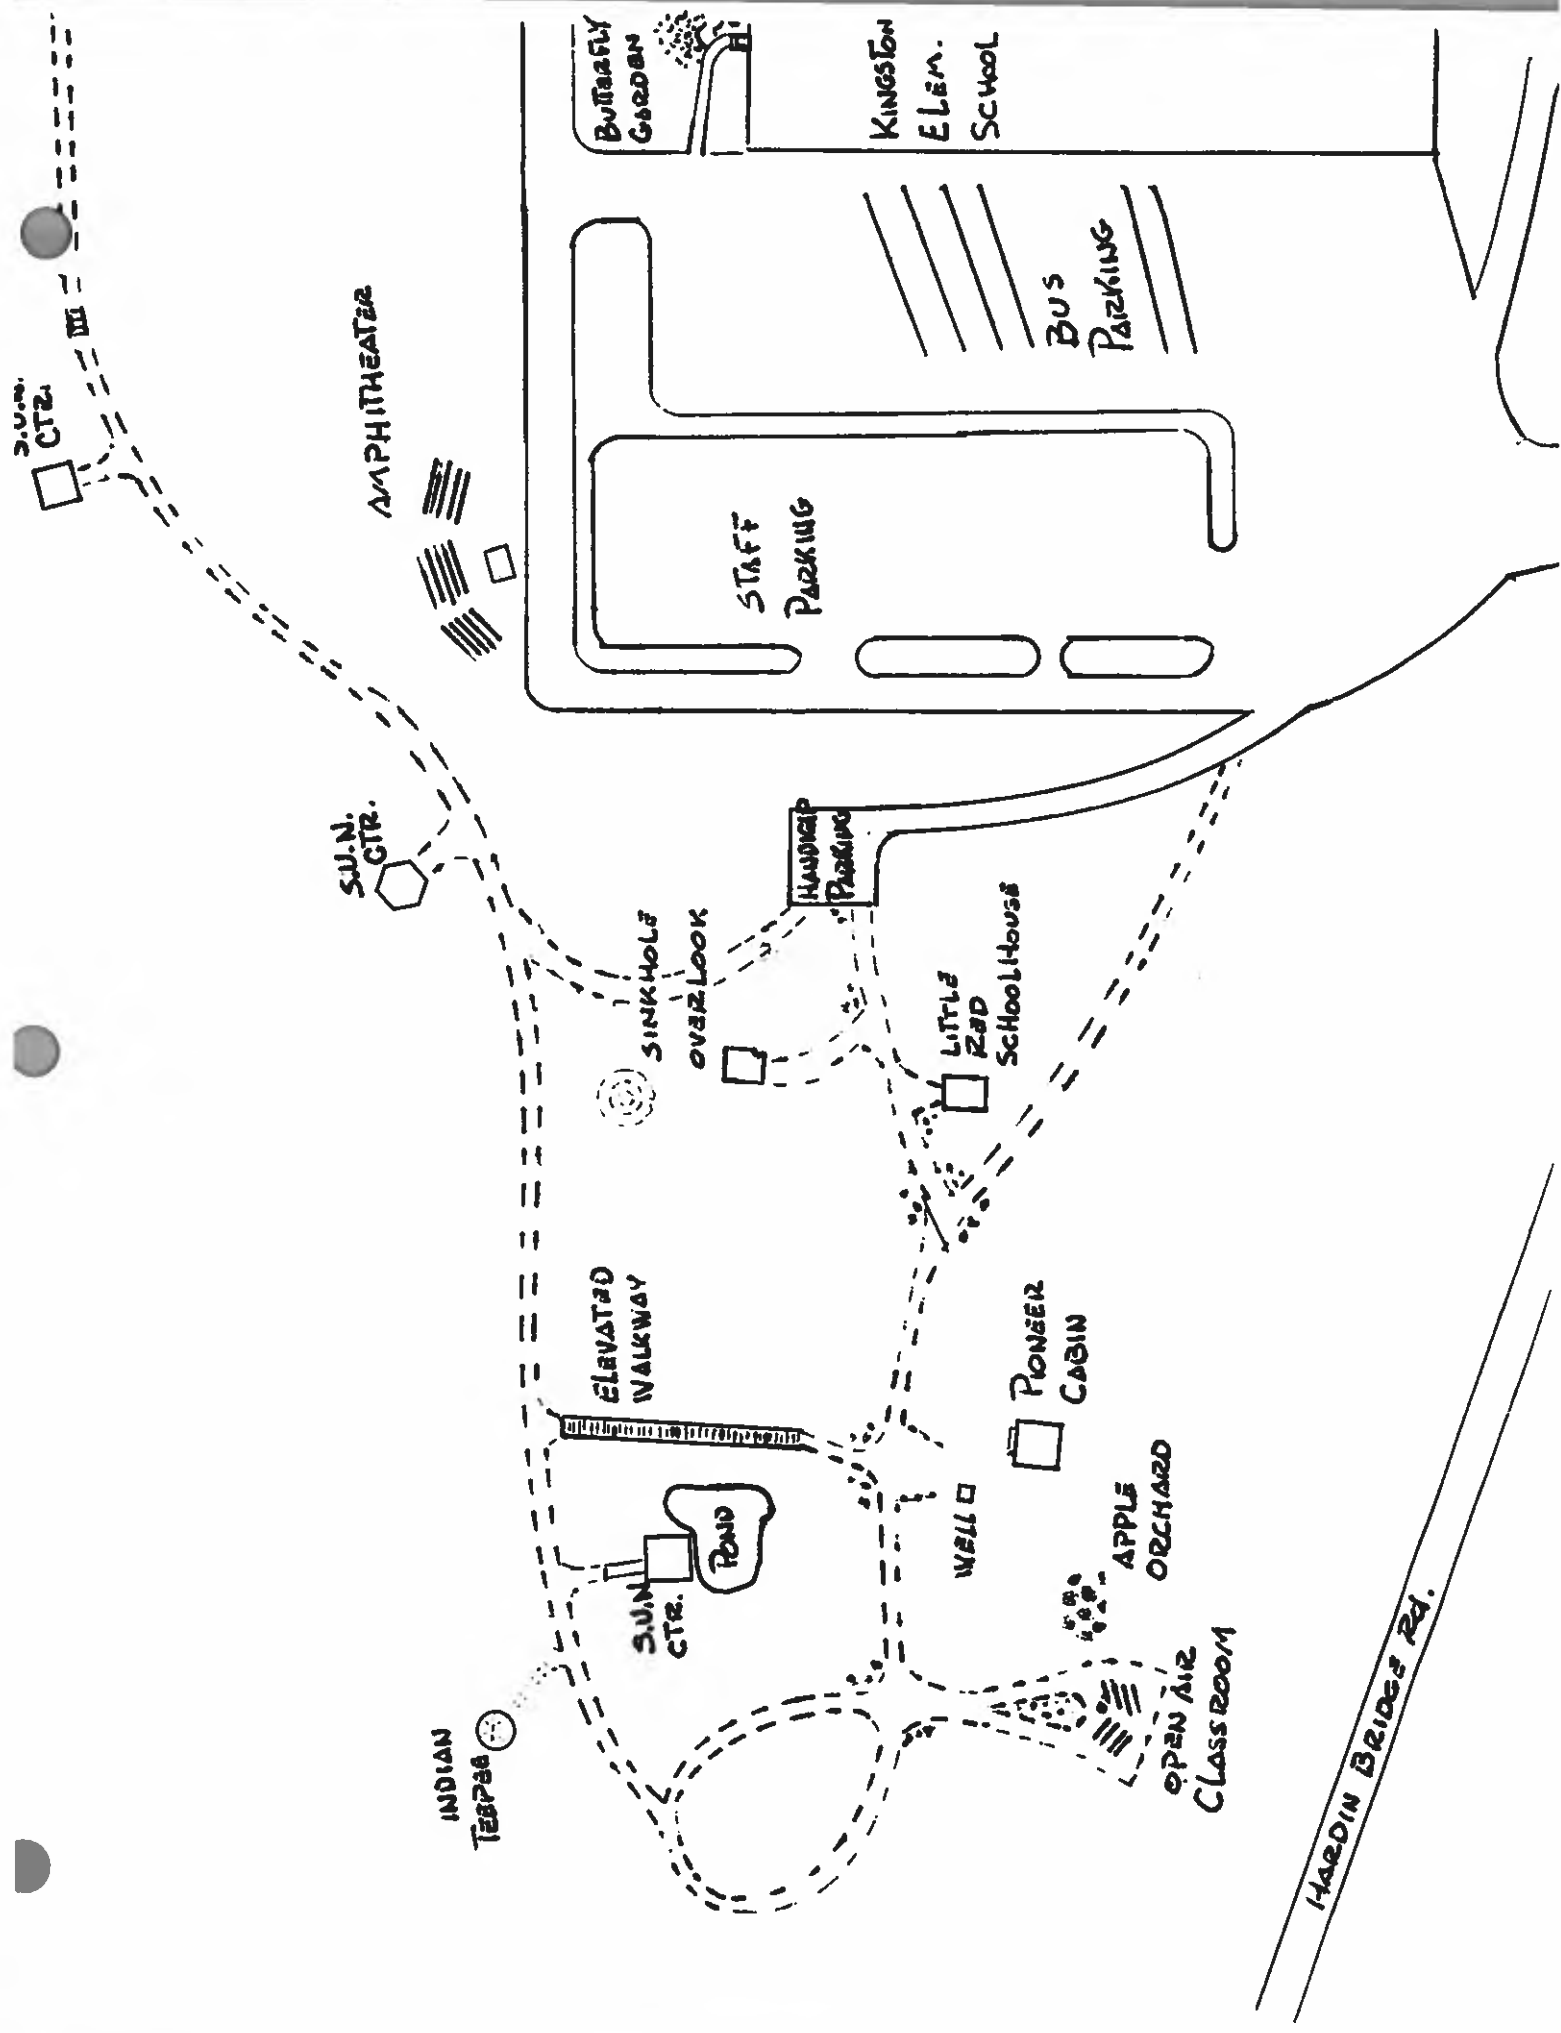 S.U.N.
CTR.
AMPHITHEATER
BUTTERFLY
GARDEN
KINGSTON
ELEM.
SCHOOL
BUS
PARKING
STAFF
PARKING
S.U.N.
CTR.
HANDICAP
PARKING
SINKHOLE
OVERLOOK
LITTLE
RED
SCHOOLHOUSE
ELEVATED
WALKWAY
PIONEER
CABIN
POND
S.U.N.
CTR.
WELL
APPLE
ORCHARD
INDIAN
TEEPEE
OPEN AIR
CLASSROOM
HARDIN BRIDGE Rd.